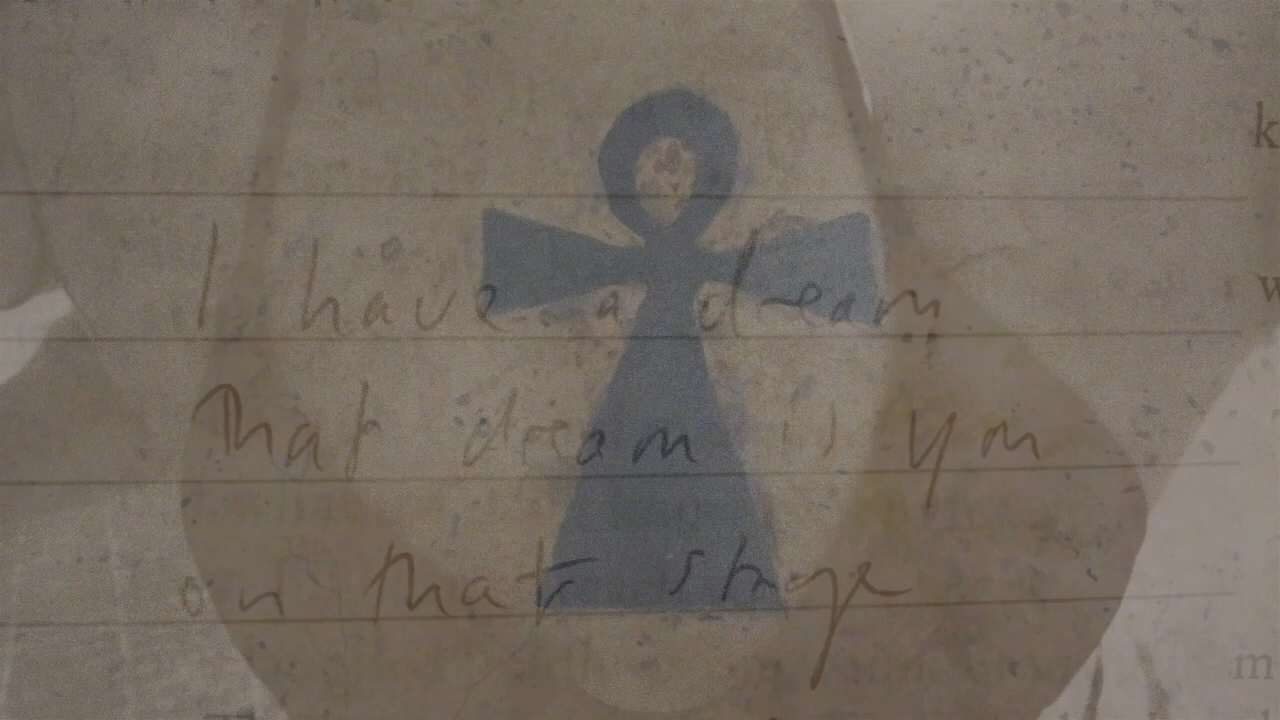 I have a dream.
That dream is you
on that stage